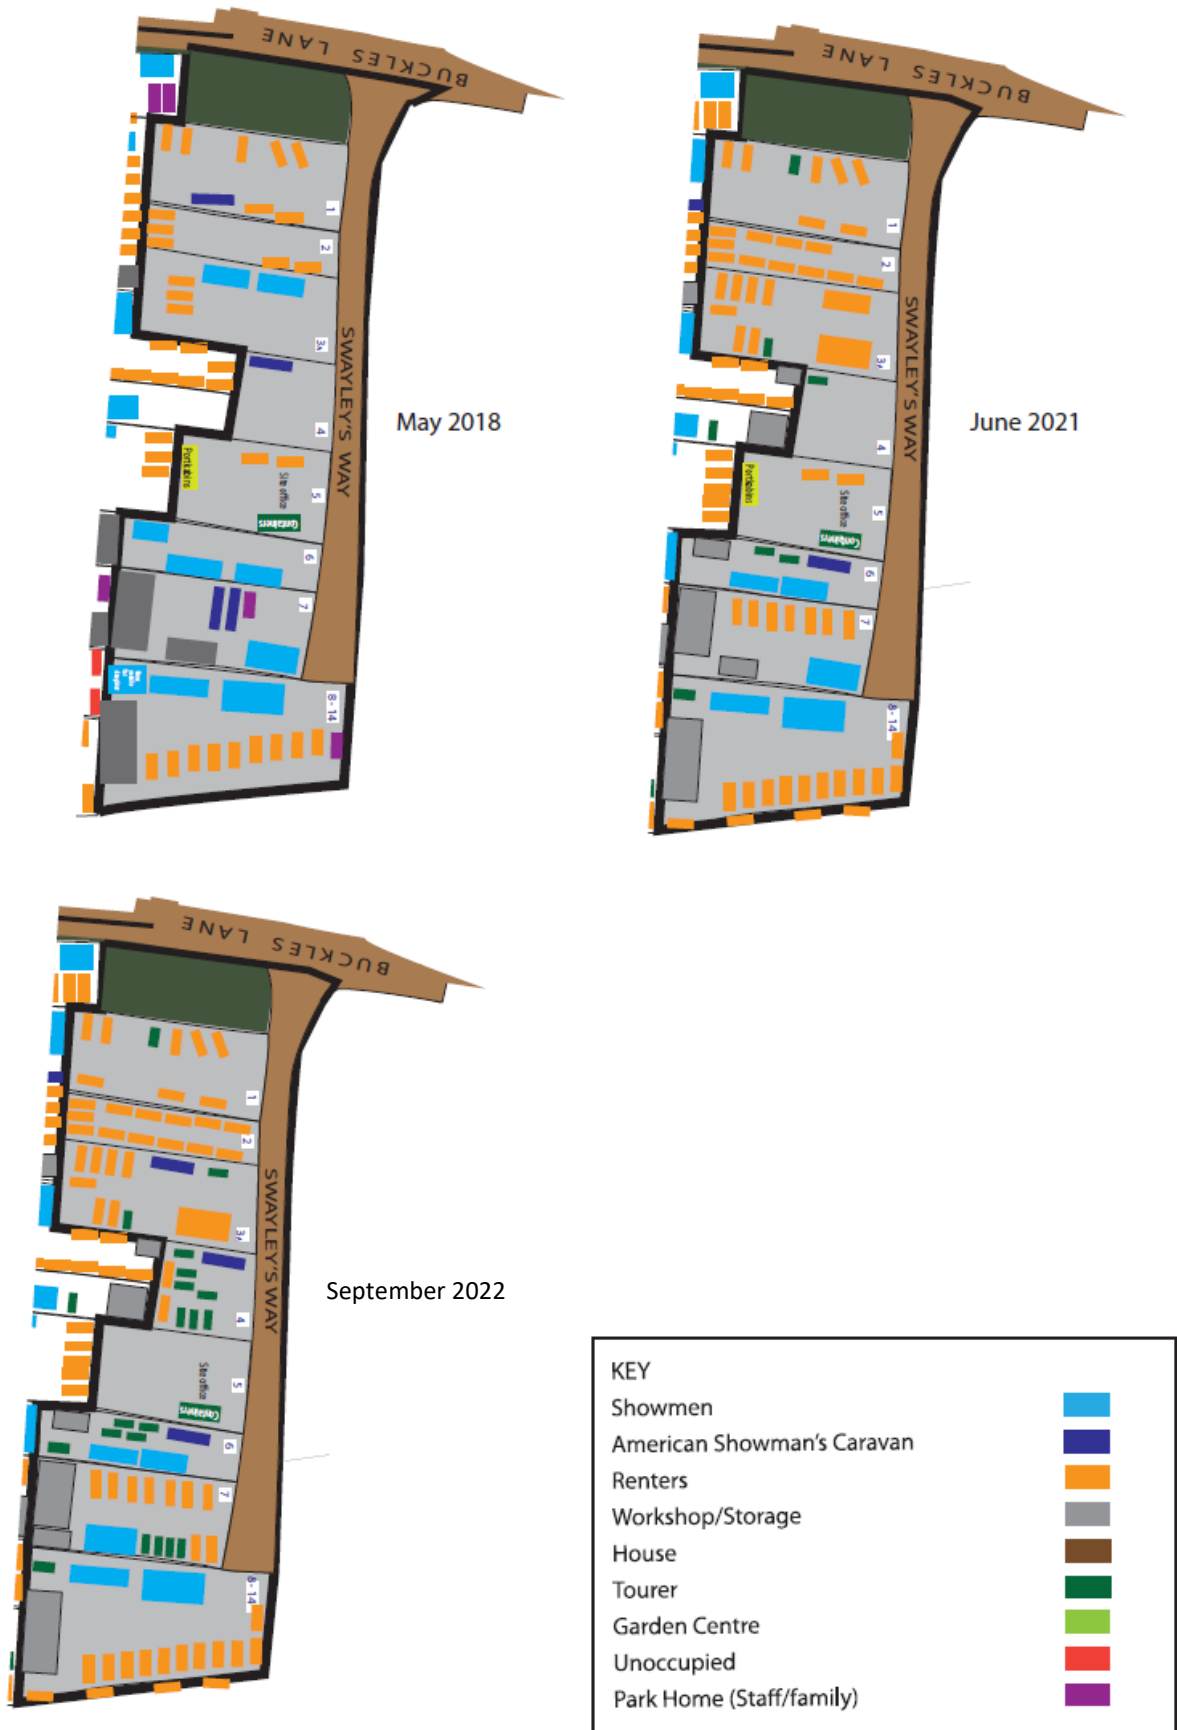 BUCKLES LANE
1
2
3A
SWAYLEY'S WAY
4
Portkabins
5
Site office
Containers
6
7
8-14
May 2018
BUCKLES LANE
1
2
3A
SWAYLEY'S WAY
4
Portkabins
5
Site office
Containers
6
7
8-14
June 2021
BUCKLES LANE
1
2
3A
SWAYLEY'S WAY
4
5
Site office
Containers
6
7
8-14
September 2022
KEY
Showmen
American Showman's Caravan
Renters
Workshop/Storage
House
Tourer
Garden Centre
Unoccupied
Park Home (Staff/family)